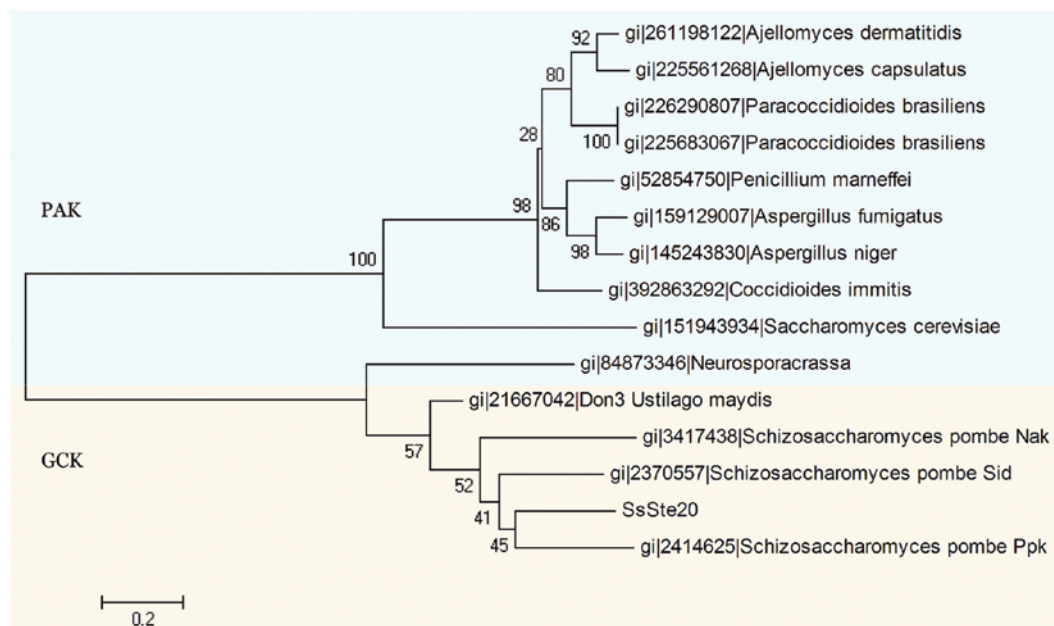 92
gi|261198122|Ajellomyces dermatitidis
80
gi|225561268|Ajellomyces capsulatus
gi|226290807|Paracoccidioides brasiliens
28
100
gi|225683067|Paracoccidioides brasiliens
gi|52854750|Penicillium marneffei
PAK
98
86
gi|159129007|Aspergillus fumigatus
98
gi|145243830|Aspergillus niger
100
gi|392863292|Coccidioides immitis
gi|151943934|Saccharomyces cerevisiae
gi|84873346|Neurosporacrassa
gi|21667042|Don3 Ustilago maydis
GCK
57
gi|3417438|Schizosaccharomyces pombe Nak
52
gi|2370557|Schizosaccharomyces pombe Sid
41
SsSte20
45
gi|2414625|Schizosaccharomyces pombe Ppk
0.2